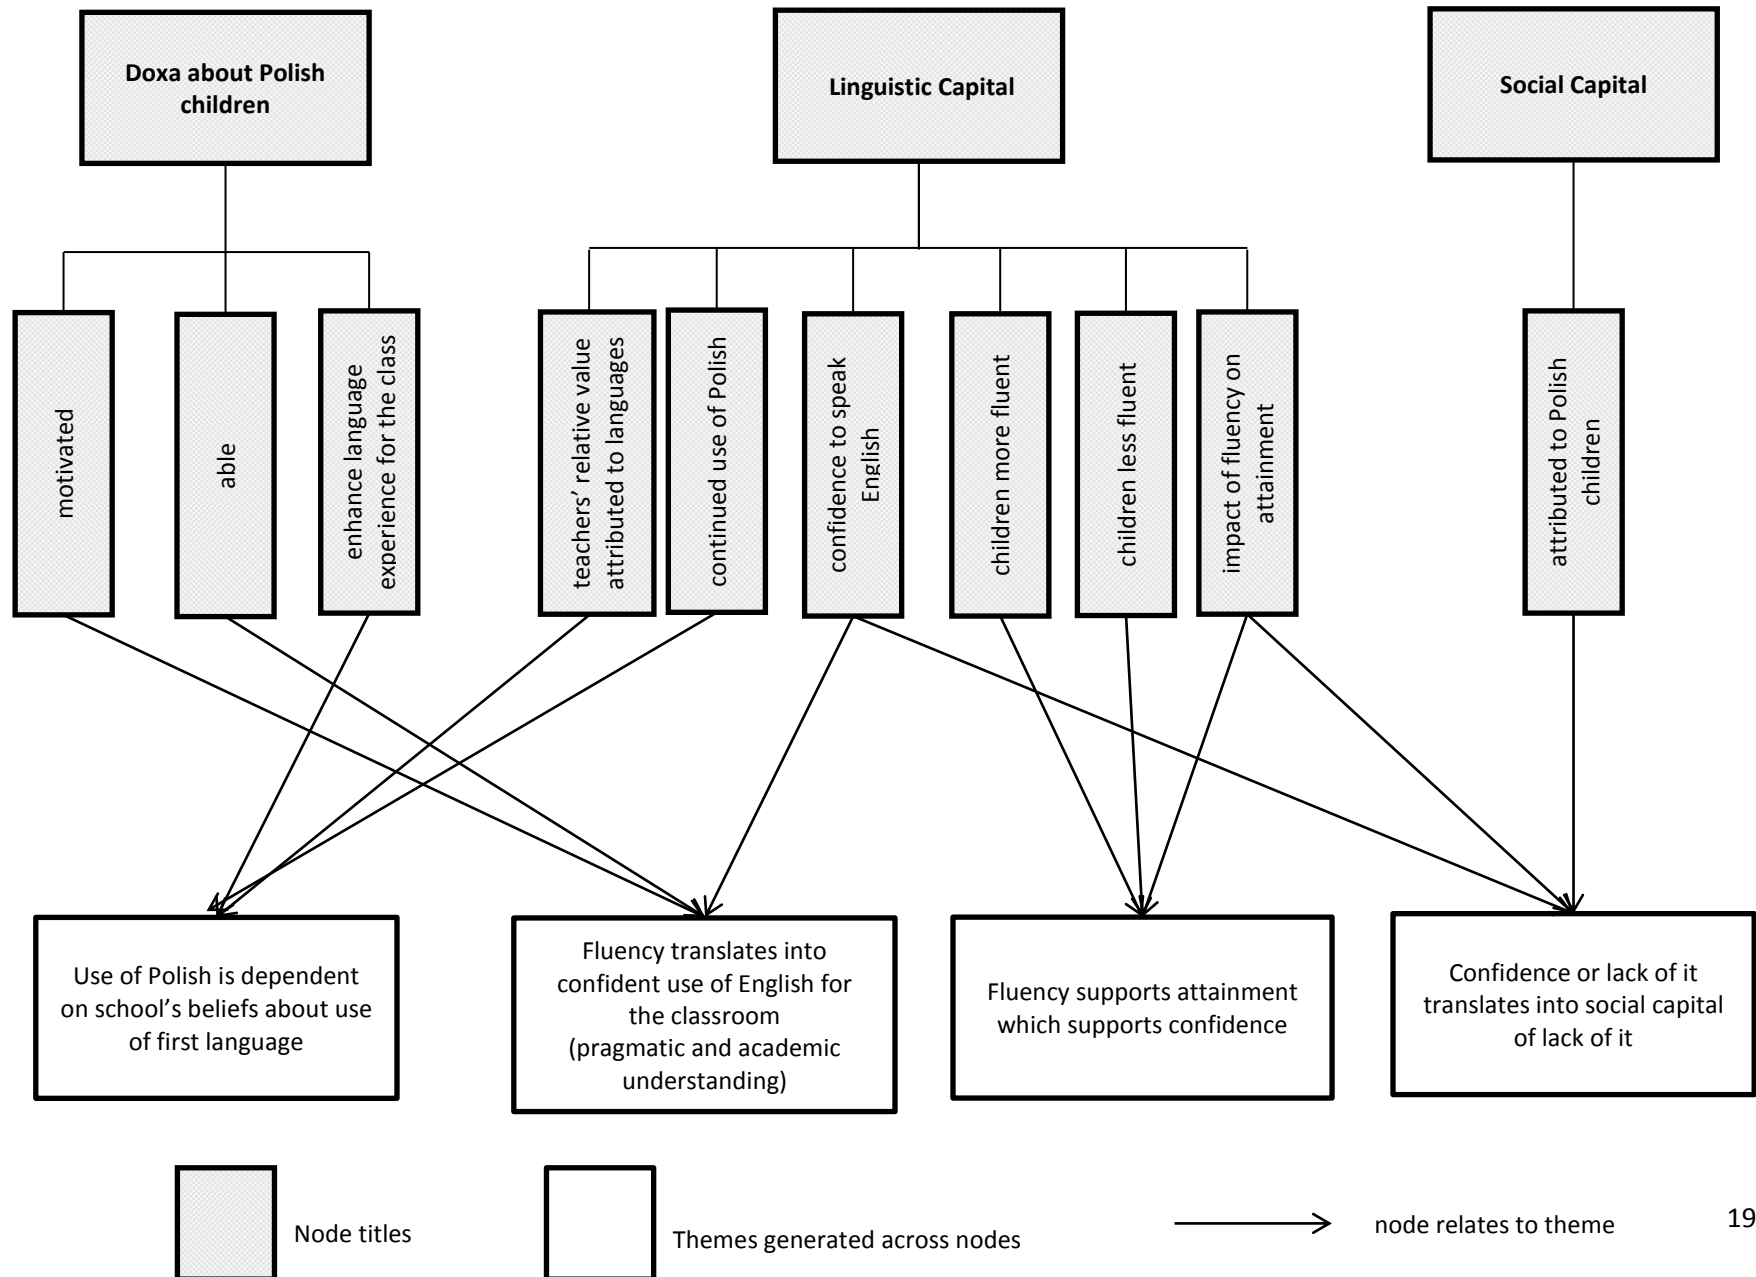 Doxa about Polish
children
Linguistic Capital
Social Capital
motivated
able
enhance language
experience for the class
teachers’ relative value
attributed to languages
continued use of Polish
confidence to speak
English
children more fluent
children less fluent
impact of fluency on
attainment
attributed to Polish
children
Use of Polish is dependent
on school’s beliefs about use
of first language
Fluency translates into
confident use of English for
the classroom
(pragmatic and academic
understanding)
Fluency supports attainment
which supports confidence
Confidence or lack of it
translates into social capital
of lack of it
Node titles
Themes generated across nodes
node relates to theme
19